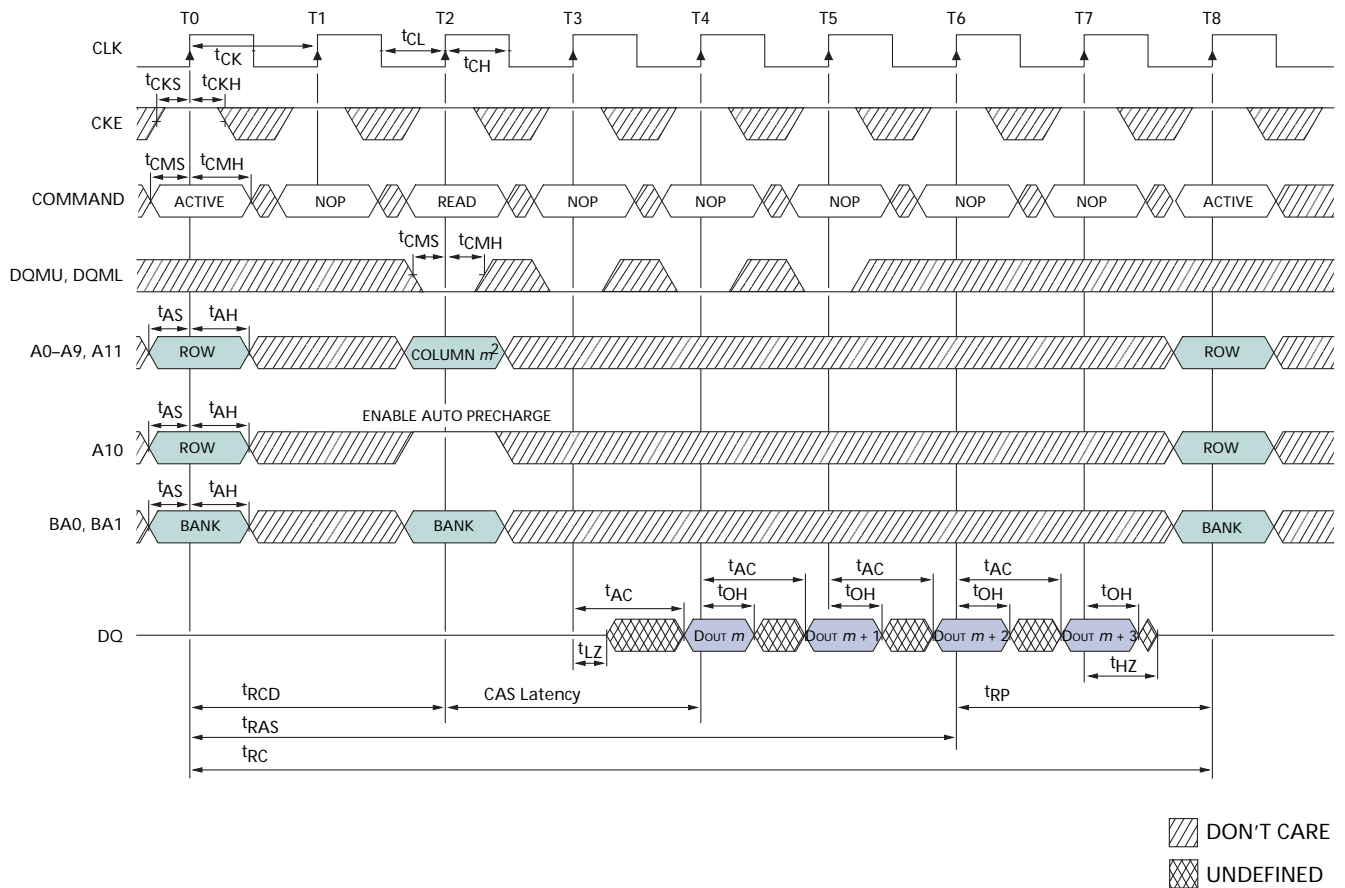 T0 T1 T2 T3 T4 T5 T6 T7 T8
CLK
tCK
tCL
tCH
tCKS tCKH
CKE
tCMS tCMH
COMMAND
ACTIVE NOP READ NOP NOP NOP NOP NOP ACTIVE
tCMS tCMH
DQMU, DQML
tAS tAH
A0–A9, A11
ROW COLUMN m2 ROW
ENABLE AUTO PRECHARGE
tAS tAH
A10
ROW ROW
tAS tAH
BA0, BA1
BANK BANK BANK
tAC tAC tAC tAC
tOH tOH tOH tOH
DQ
DOUT m DOUT m + 1 DOUT m + 2 DOUT m + 3
tLZ
tHZ
tRCD CAS Latency tRP
tRAS
tRC
DON'T CARE
UNDEFINED